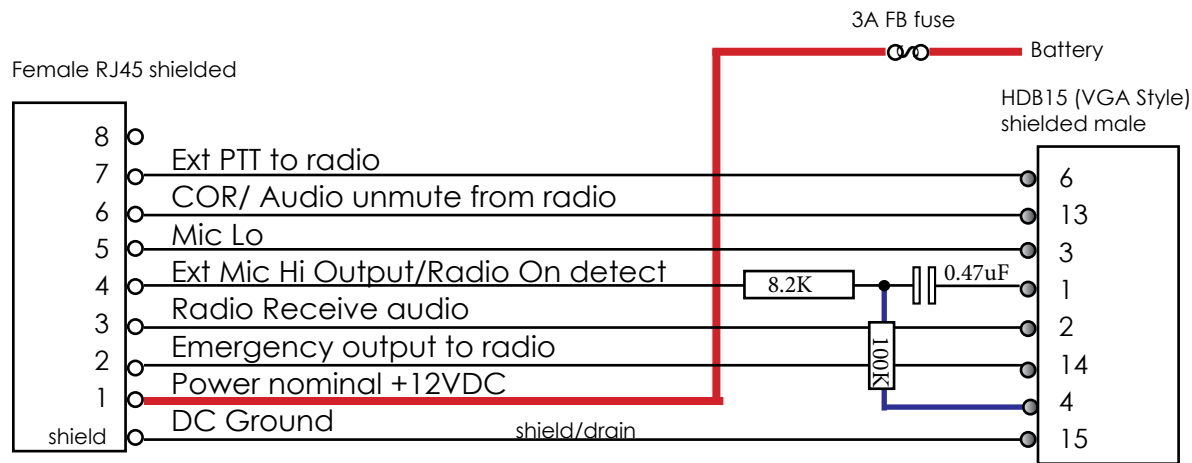 3A FB fuse
Battery
Female RJ45 shielded
HDB15 (VGA Style)
shielded male
8
7
Ext PTT to radio
6
6
COR/ Audio unmute from radio
13
5
Mic Lo
3
4
Ext Mic Hi Output/Radio On detect
8.2K
0.47uF
1
3
Radio Receive audio
2
100K
2
Emergency output to radio
14
1
Power nominal +12VDC
4
shield
DC Ground
shield/drain
15